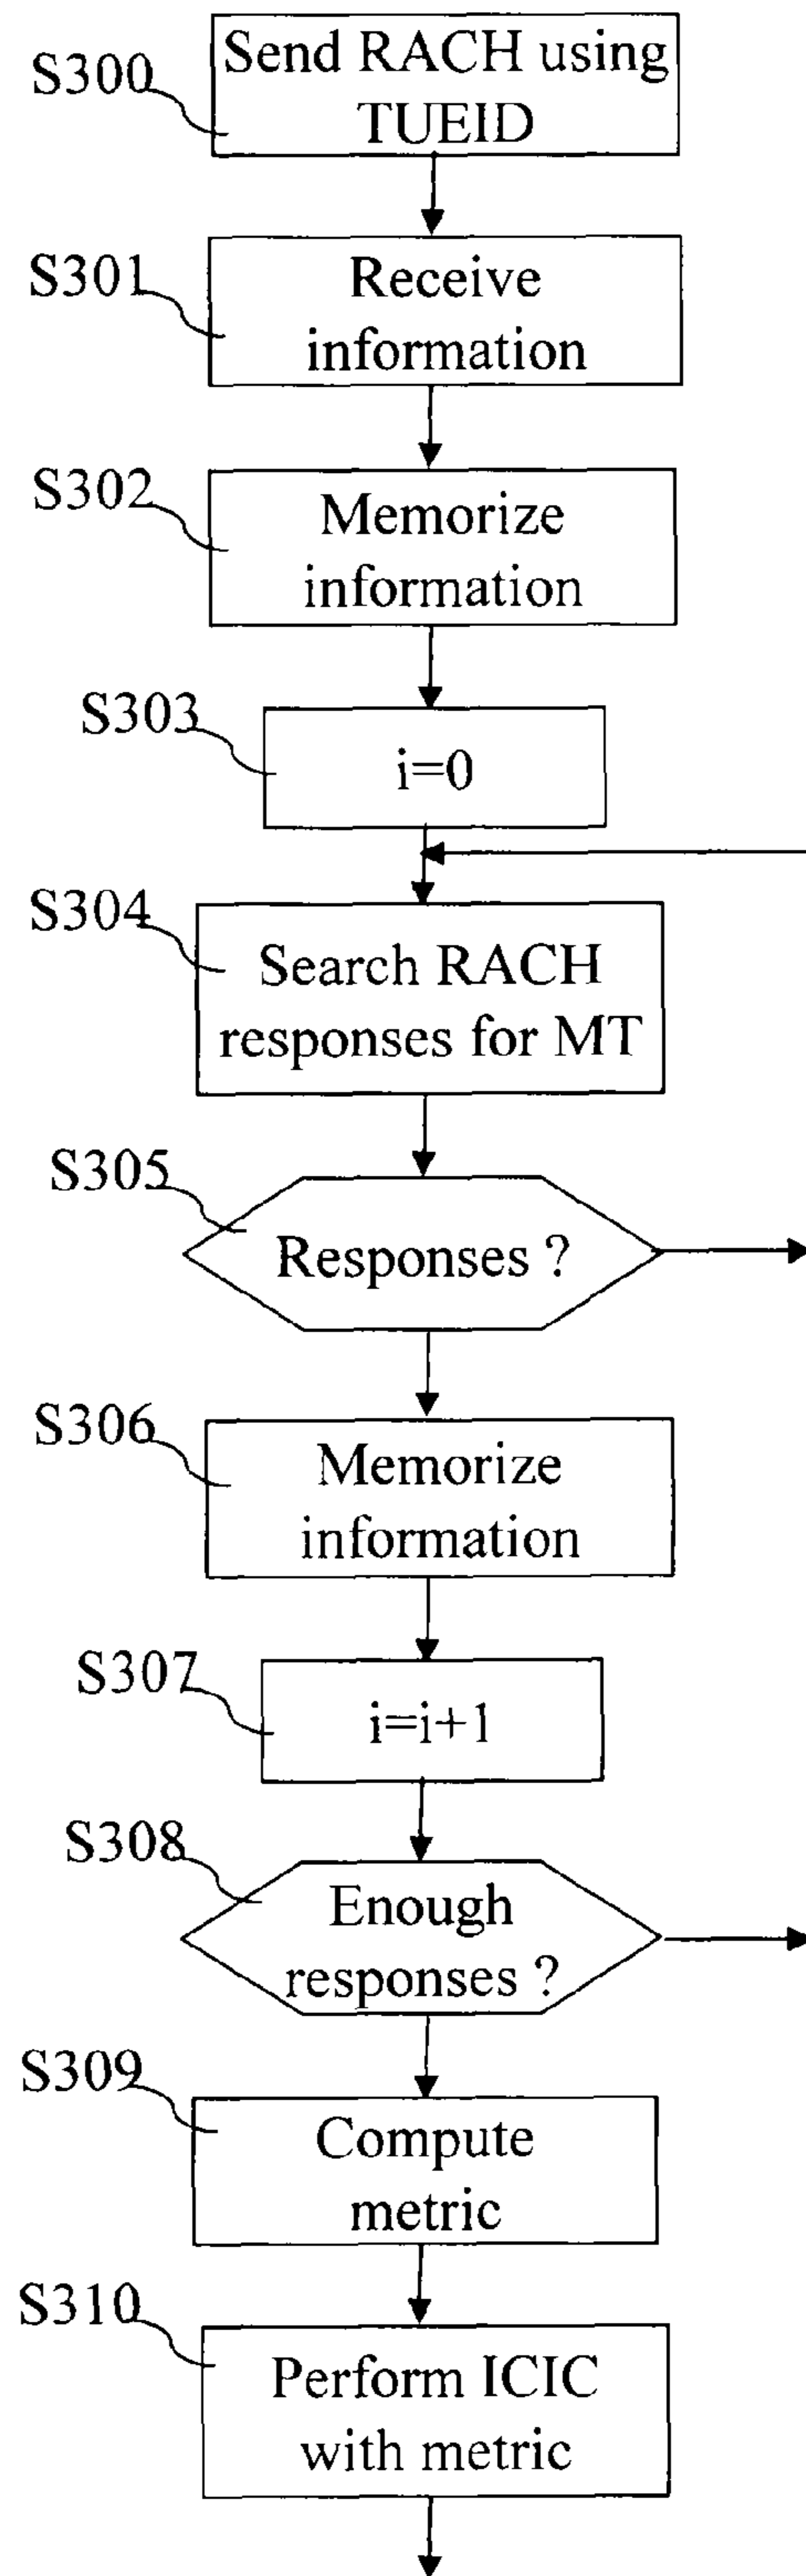 S300
Send RACH using
TUEID
S301
Receive
information
S302
Memorize
information
S303
i=0
S304
Search RACH
responses for MT
S305
Responses ?
S306
Memorize
information
S307
i=i+1
S308
Enough
responses ?
S309
Compute
metric
S310
Perform ICIC
with metric